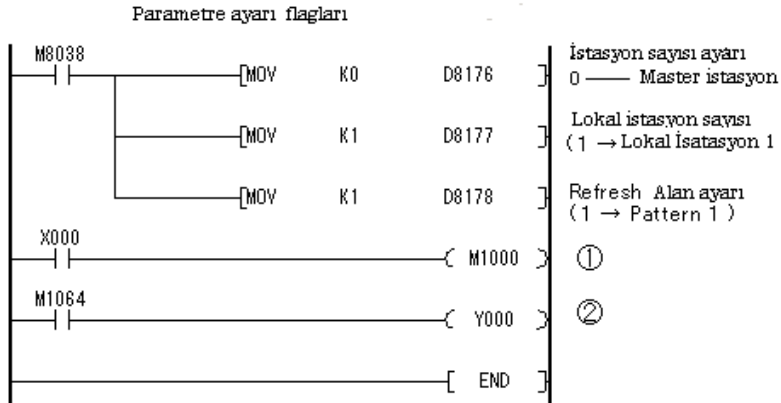 Parametre ayarı flagları
M8038
MOV K0 D8176
İstasyon sayısı ayarı
0 —— Master istasyon
MOV K1 D8177
Lokal istasyon sayısı
(1 → Lokal İsatasyon 1
MOV K1 D8178
Refresh Alan ayarı
(1 → Pattern 1 )
X000
M1000
①
M1064
Y000
②
END